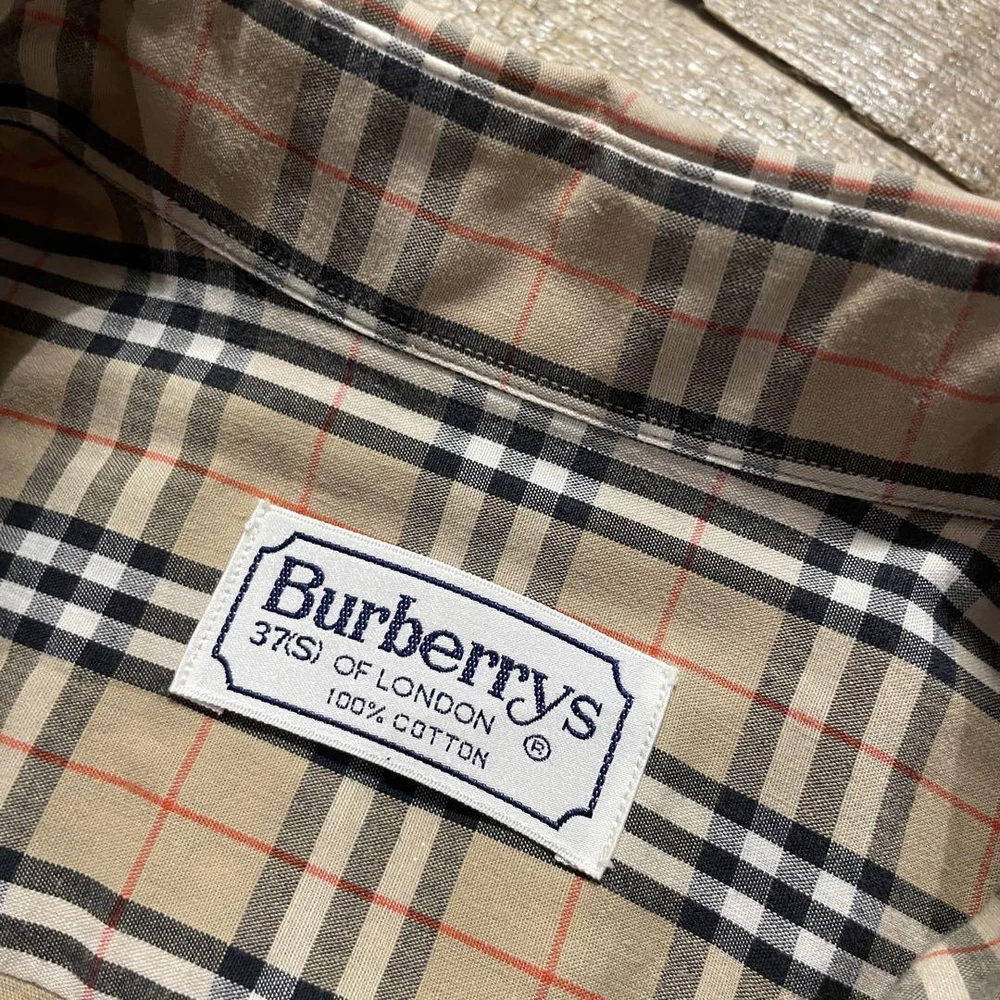 Burberrys
37(S) OF LONDON
100% COTTON ®